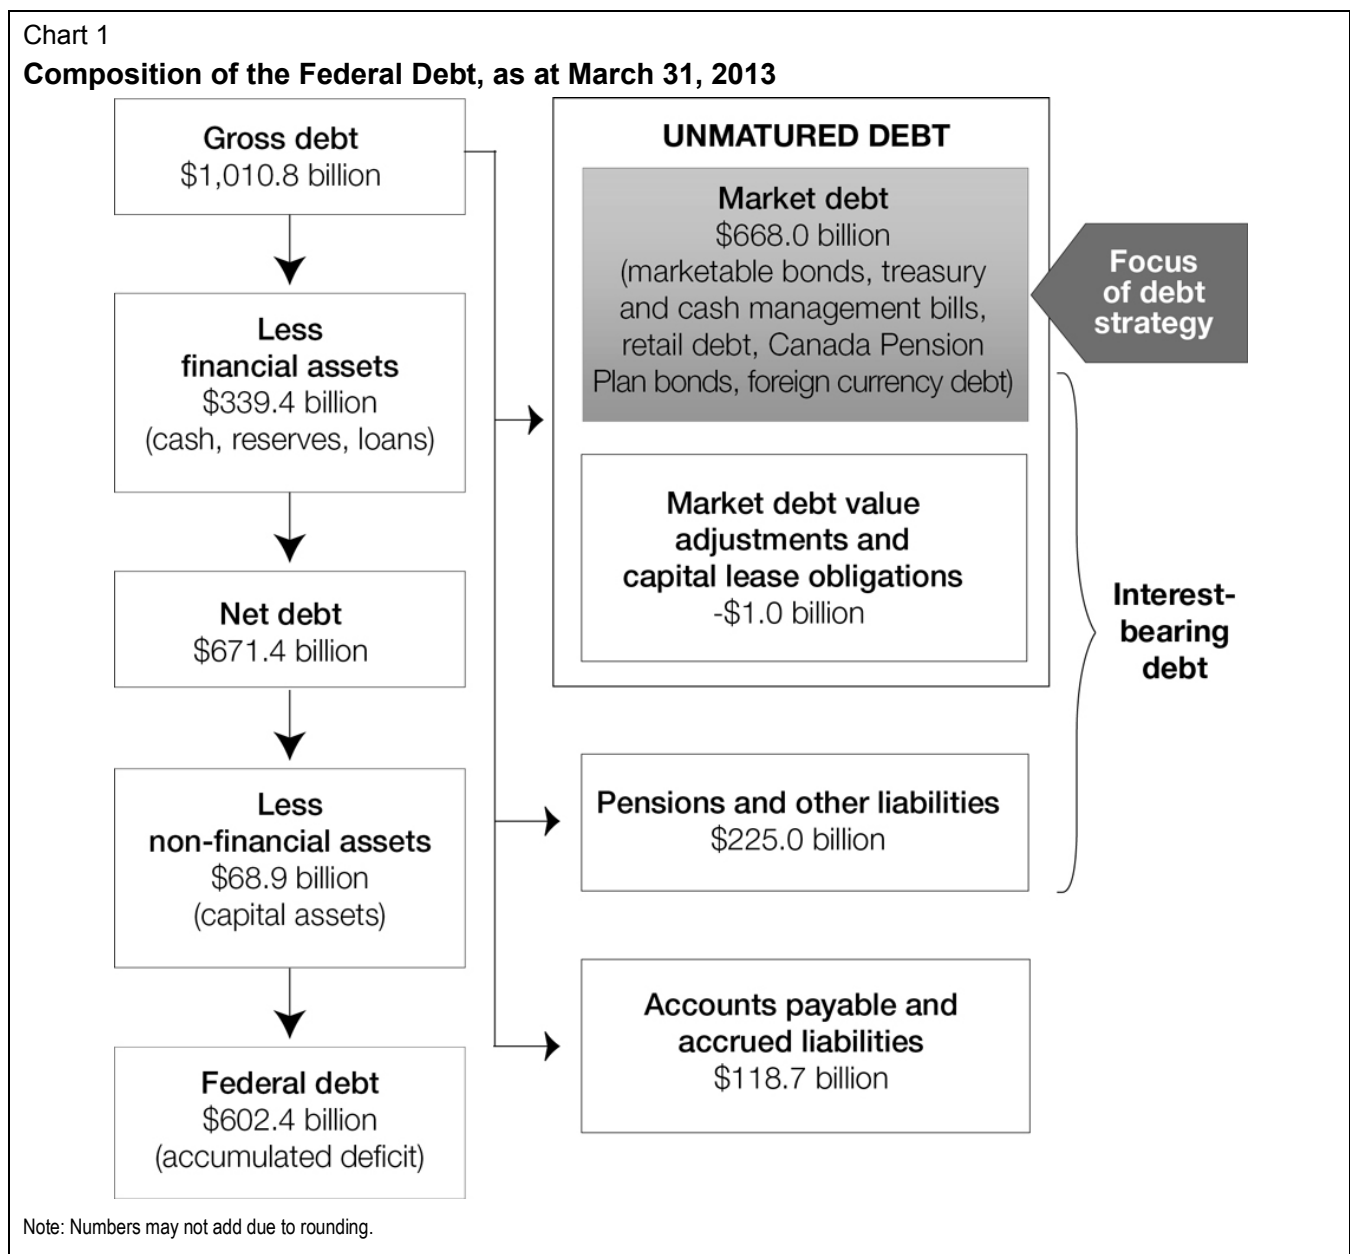 Chart 1
Composition of the Federal Debt, as at March 31, 2013
Gross debt
$1,010.8 billion
Less
financial assets
$339.4 billion
(cash, reserves, loans)
Net debt
$671.4 billion
Less
non-financial assets
$68.9 billion
(capital assets)
Federal debt
$602.4 billion
(accumulated deficit)
UNMATURED DEBT
Market debt
$668.0 billion
(marketable bonds, treasury
and cash management bills,
retail debt, Canada Pension
Plan bonds, foreign currency debt)
Market debt value
adjustments and
capital lease obligations
-$1.0 billion
Pensions and other liabilities
$225.0 billion
Accounts payable and
accrued liabilities
$118.7 billion
Focus
of debt
strategy
Interest-
bearing
debt
Note: Numbers may not add due to rounding.